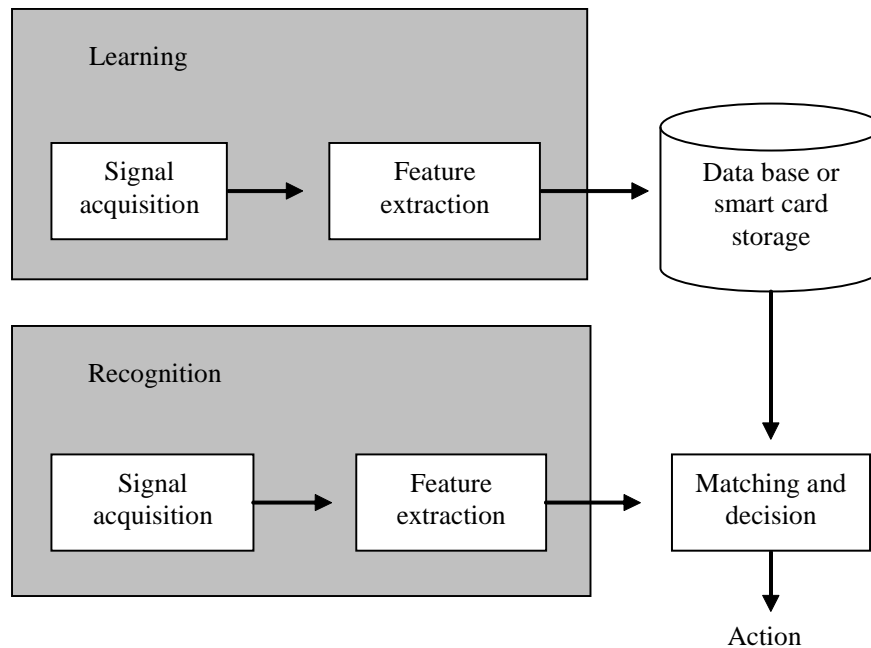 Learning
Signal
acquisition
Feature
extraction
Data base or
smart card
storage
Recognition
Signal
acquisition
Feature
extraction
Matching and
decision
Action